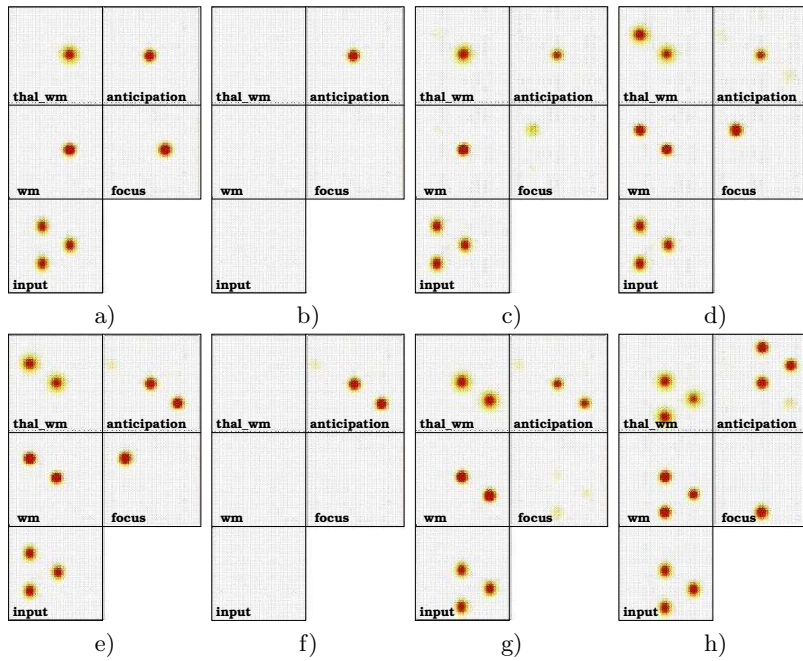 thal_wm anticipation thal_wm anticipation thal_wm anticipation thal_wm anticipation
wm focus wm focus wm focus wm focus
input input input input
a) b) c) d)
thal_wm anticipation thal_wm anticipation thal_wm anticipation thal_wm anticipation
wm focus wm focus wm focus wm focus
input input input input
e) f) g) h)